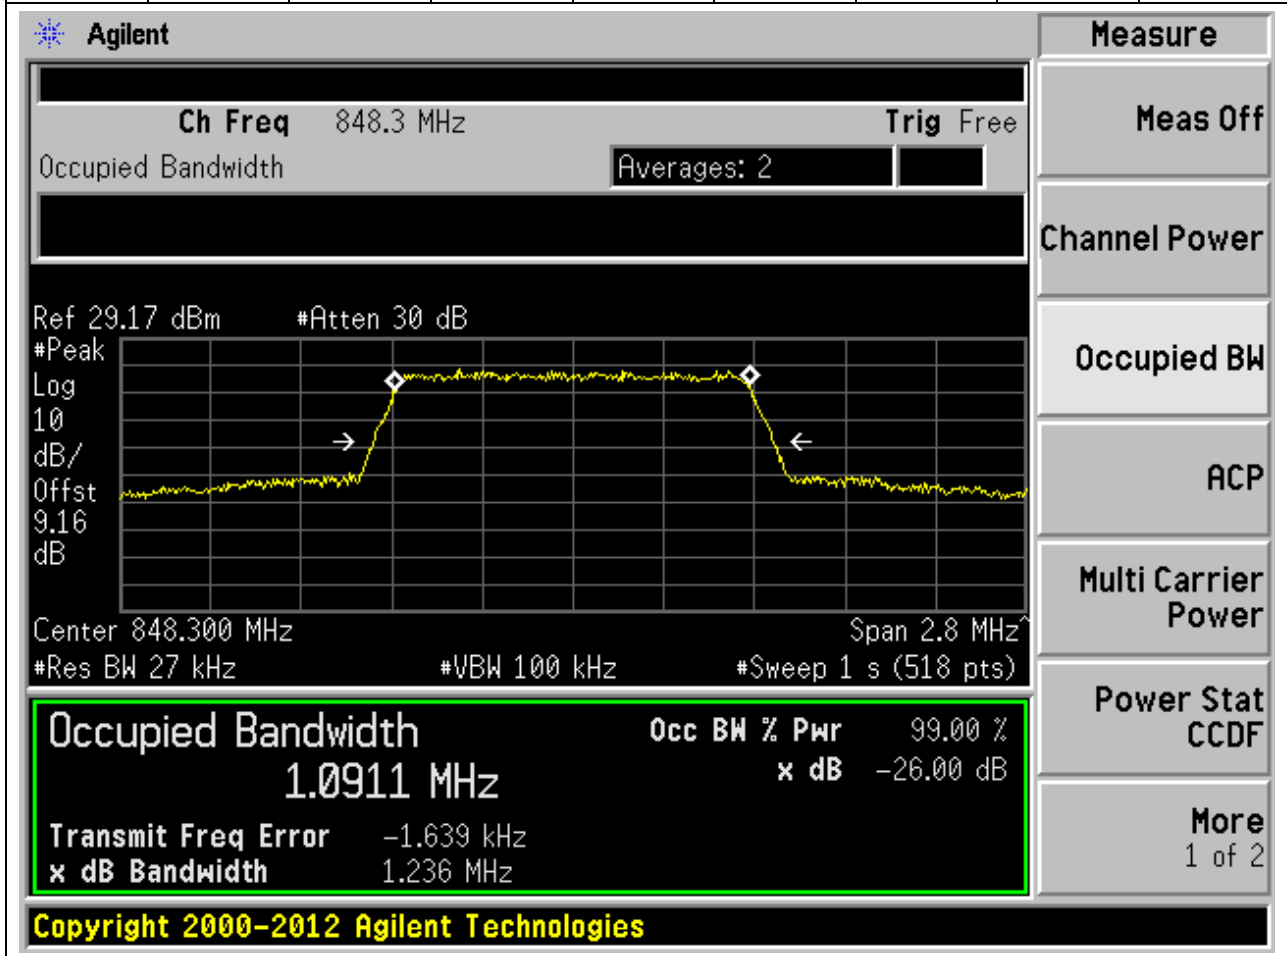 Agilent
Measure
Ch Freq 848.3 MHz Trig Free
Meas Off
Occupied Bandwidth Averages: 2
Channel Power
Ref 29.17 dBm #Atten 30 dB
#Peak
Log
10
dB/
Offst
9.16
dB
Occupied BW
ACP
Multi Carrier
Power
Center 848.300 MHz Span 2.8 MHz^
#Res BW 27 kHz #VBW 100 kHz #Sweep 1 s (518 pts)
Power Stat
CCDF
Occupied Bandwidth Occ BW % Pwr 99.00 %
1.0911 MHz x dB -26.00 dB
Transmit Freq Error -1.639 kHz
x dB Bandwidth 1.236 MHz
More
1 of 2
Copyright 2000-2012 Agilent Technologies